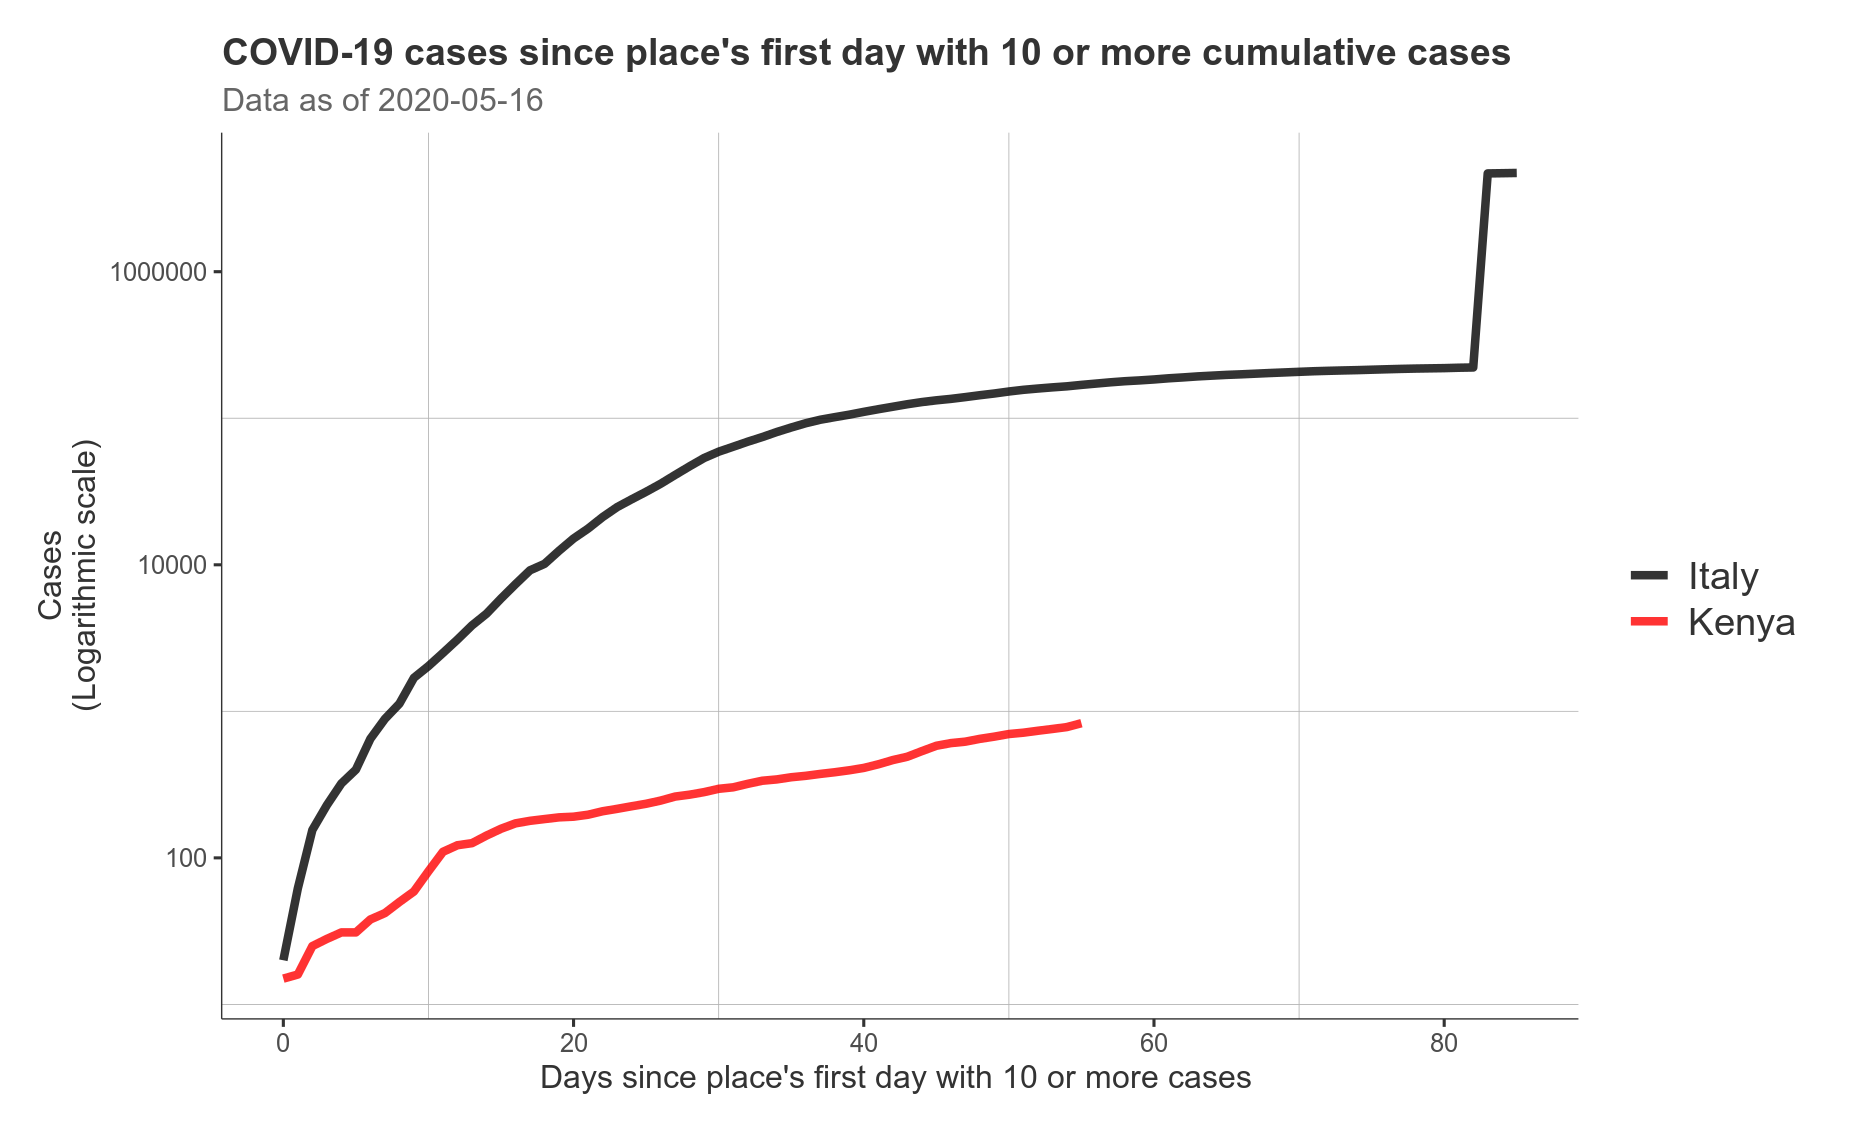 COVID-19 cases since place's first day with 10 or more cumulative cases
Data as of 2020-05-16
Cases
(Logarithmic scale)
1000000
10000
100
0
20
40
60
80
Days since place's first day with 10 or more cases
Italy
Kenya